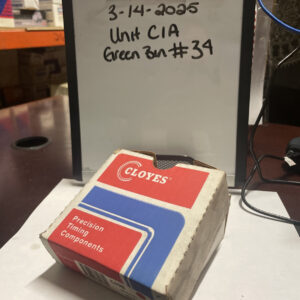 3-14-2025
Unit C1A
Green Bin #34
CLOYES
Precision
Timing
Components